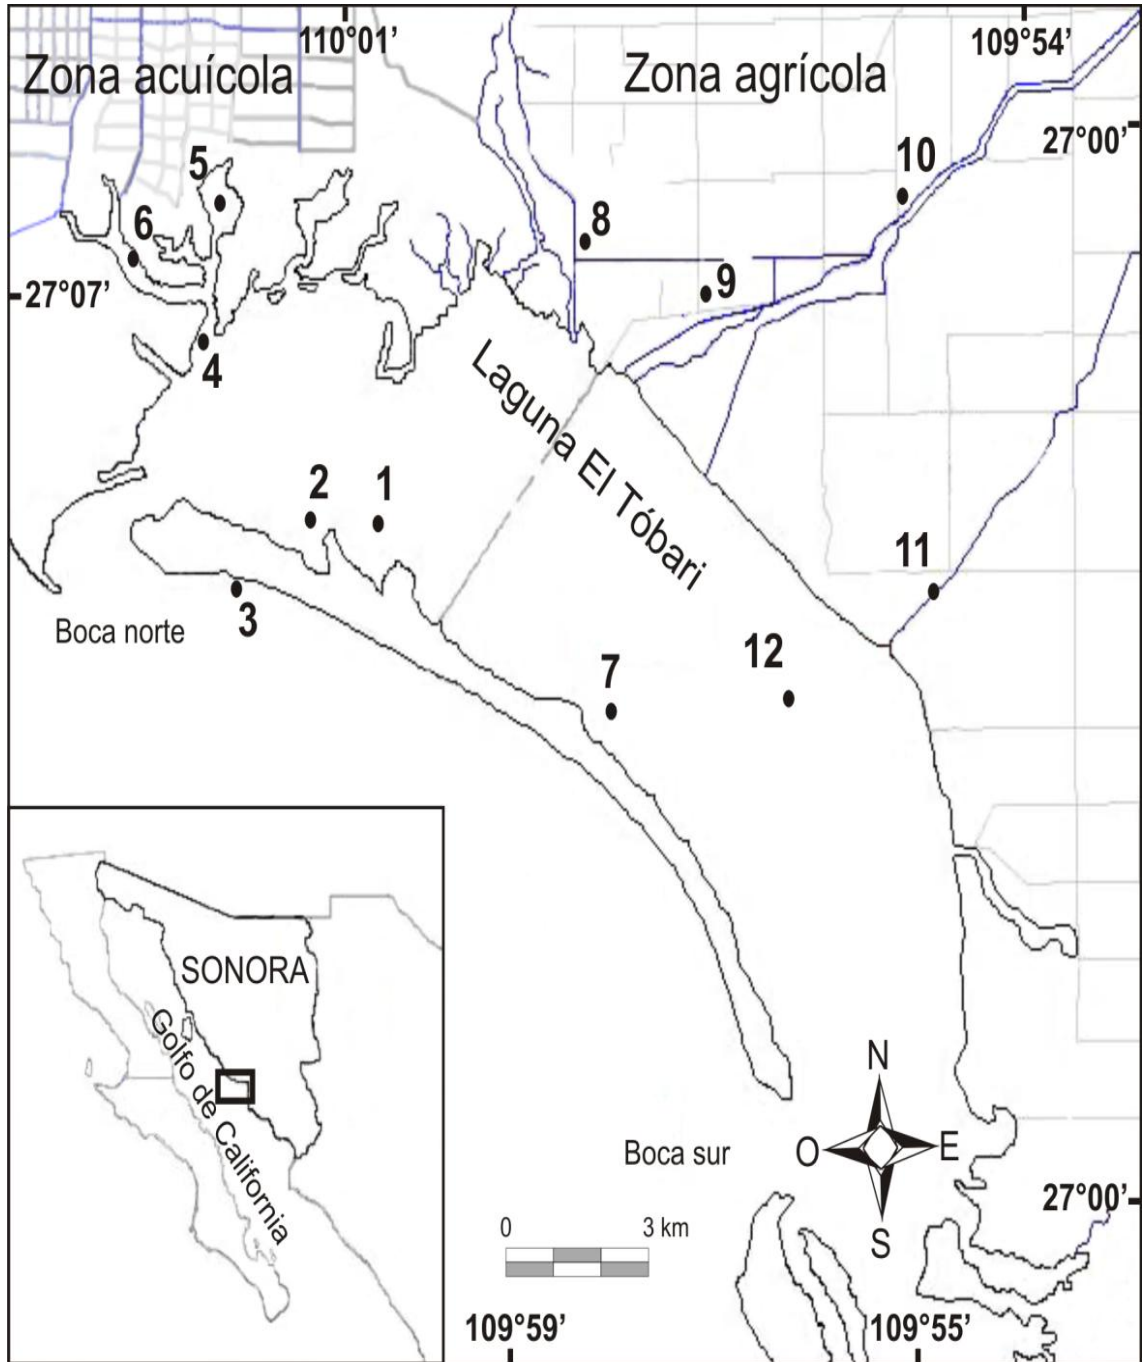 110°01’
109°54’
Zona acuícola
Zona agrícola
27°00’
5
10
6
8
27°07’
9
4
Laguna El Tóbari
2
1
11
3
Boca norte
7
12
SONORA
Golfo de California
N
O
E
S
Boca sur
27°00’
0
3 km
109°59’
109°55’